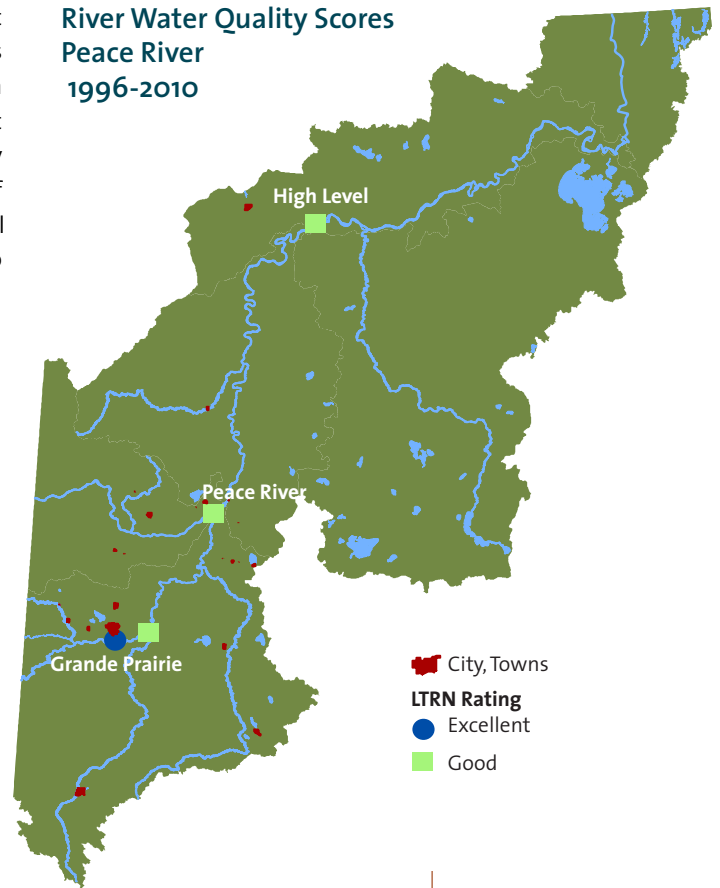 River Water Quality Scores
Peace River
1996-2010
High Level
Peace River
Grande Prairie
City, Towns
LTRN Rating
Excellent
Good